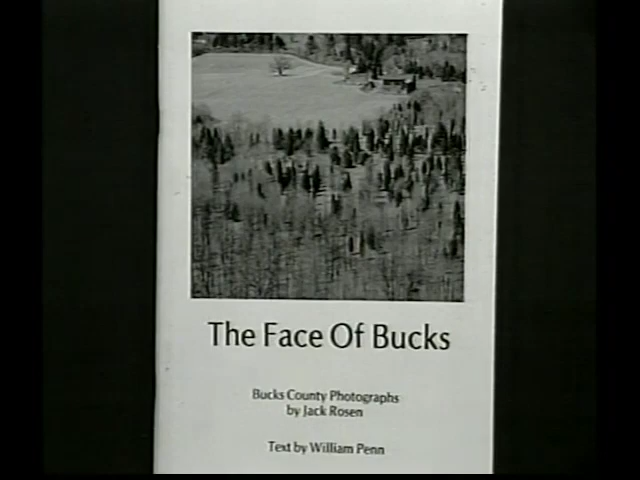 The Face Of Bucks
Bucks County Photographs
by Jack Rosen
Text by William Penn